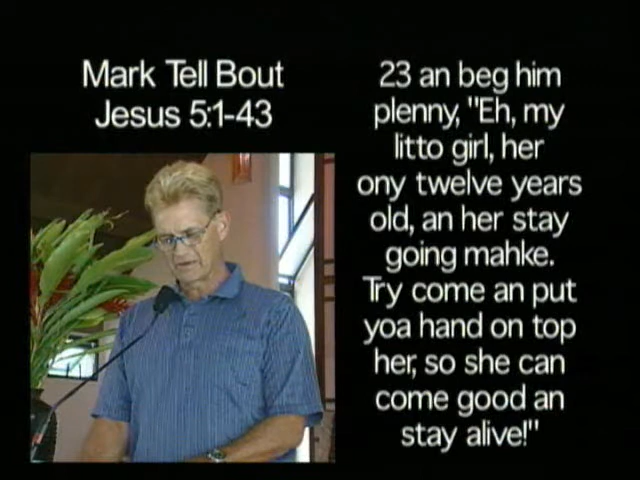 Mark Tell Bout
Jesus 5:1-43
23 an beg him
plenny, "Eh, my
litto girl, her
ony twelve years
old, an her stay
going mahke.
Try come an put
yoa hand on top
her, so she can
come good an
stay alive!"